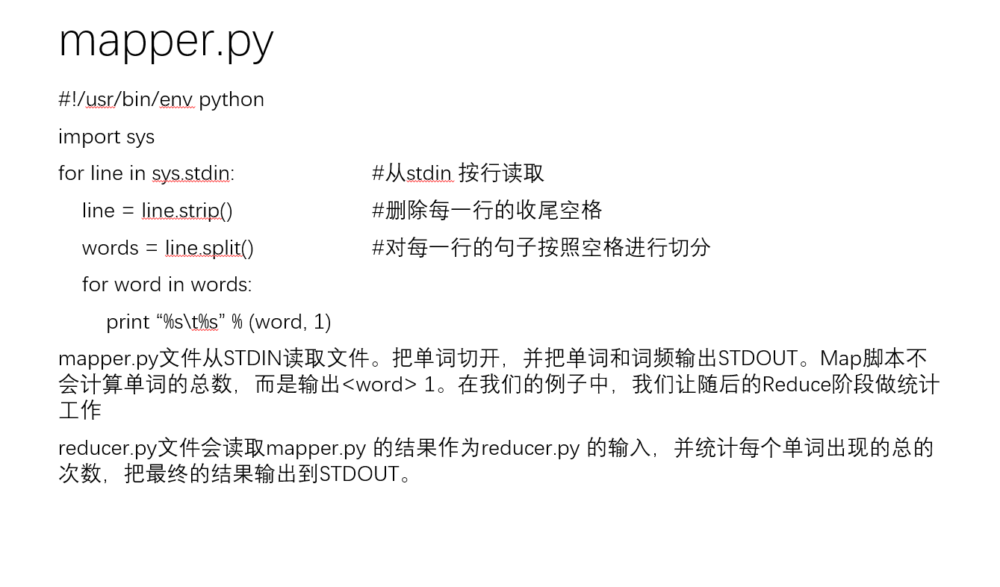 mapper.py
#!/usr/bin/env python
import sys
for line in sys.stdin: #从stdin 按行读取
line = line.strip() #删除每一行的收尾空格
words = line.split() #对每一行的句子按照空格进行切分
for word in words:
print “%s\t%s” % (word, 1)
mapper.py文件从STDIN读取文件。把单词切开，并把单词和词频输出STDOUT。Map脚本不
会计算单词的总数，而是输出<word> 1。在我们的例子中，我们让随后的Reduce阶段做统计
工作
reducer.py文件会读取mapper.py 的结果作为reducer.py 的输入，并统计每个单词出现的总的
次数，把最终的结果输出到STDOUT。